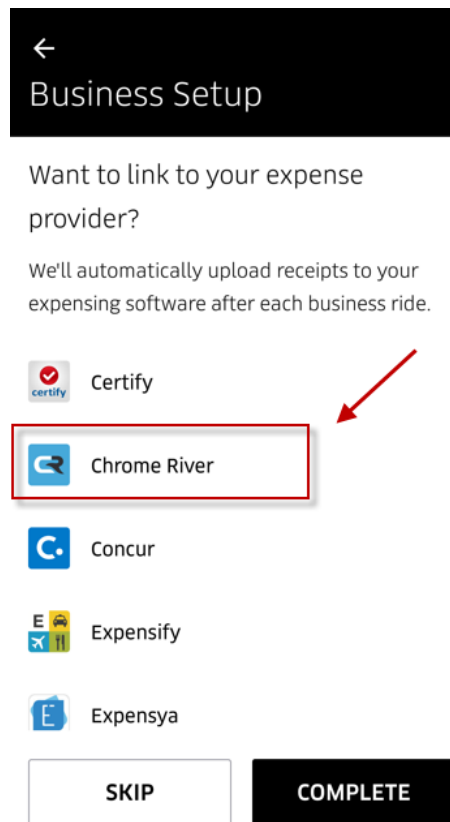 Business Setup
Want to link to your expense
provider?
We'll automatically upload receipts to your
expensing software after each business ride.
certify
Certify
CR
Chrome River
C.
Concur
E
Expensify
E
Expensya
SKIP
COMPLETE